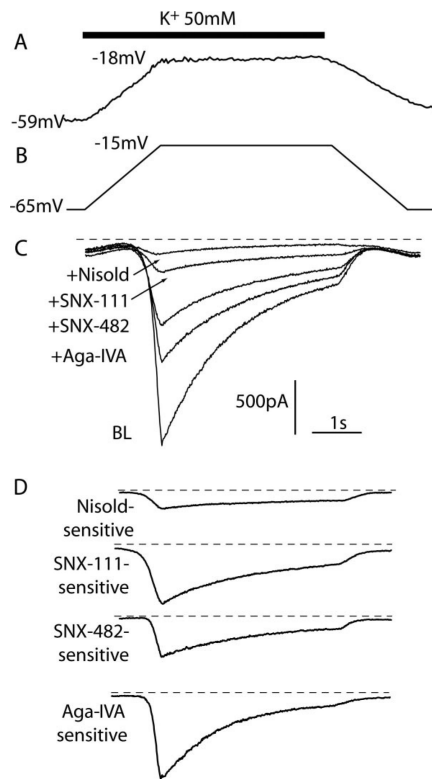 K+ 50mM
A
-18mV
-59mV
B
-15mV
-65mV
C
+Nisold
+SNX-111
+SNX-482
+Aga-IVA
BL
500pA
1s
D
Nisold-
sensitive
SNX-111-
sensitive
SNX-482-
sensitive
Aga-IVA
sensitive